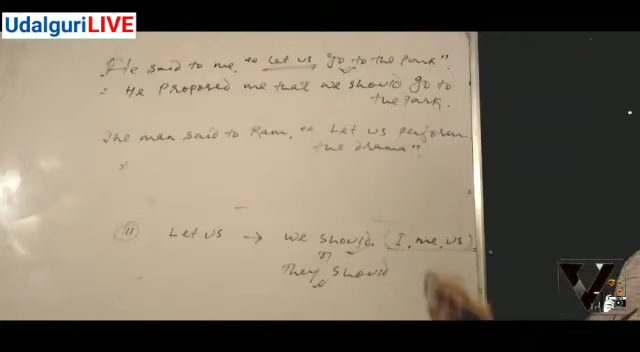 UdalguriLIVE
He said to me, "Let us go to the Park".
: He Proposed me that we should go to
the Park.
The man said to Ram, "Let us perform
the drama".
:
(III) Let us → we should. (I, me, us)
or
They should